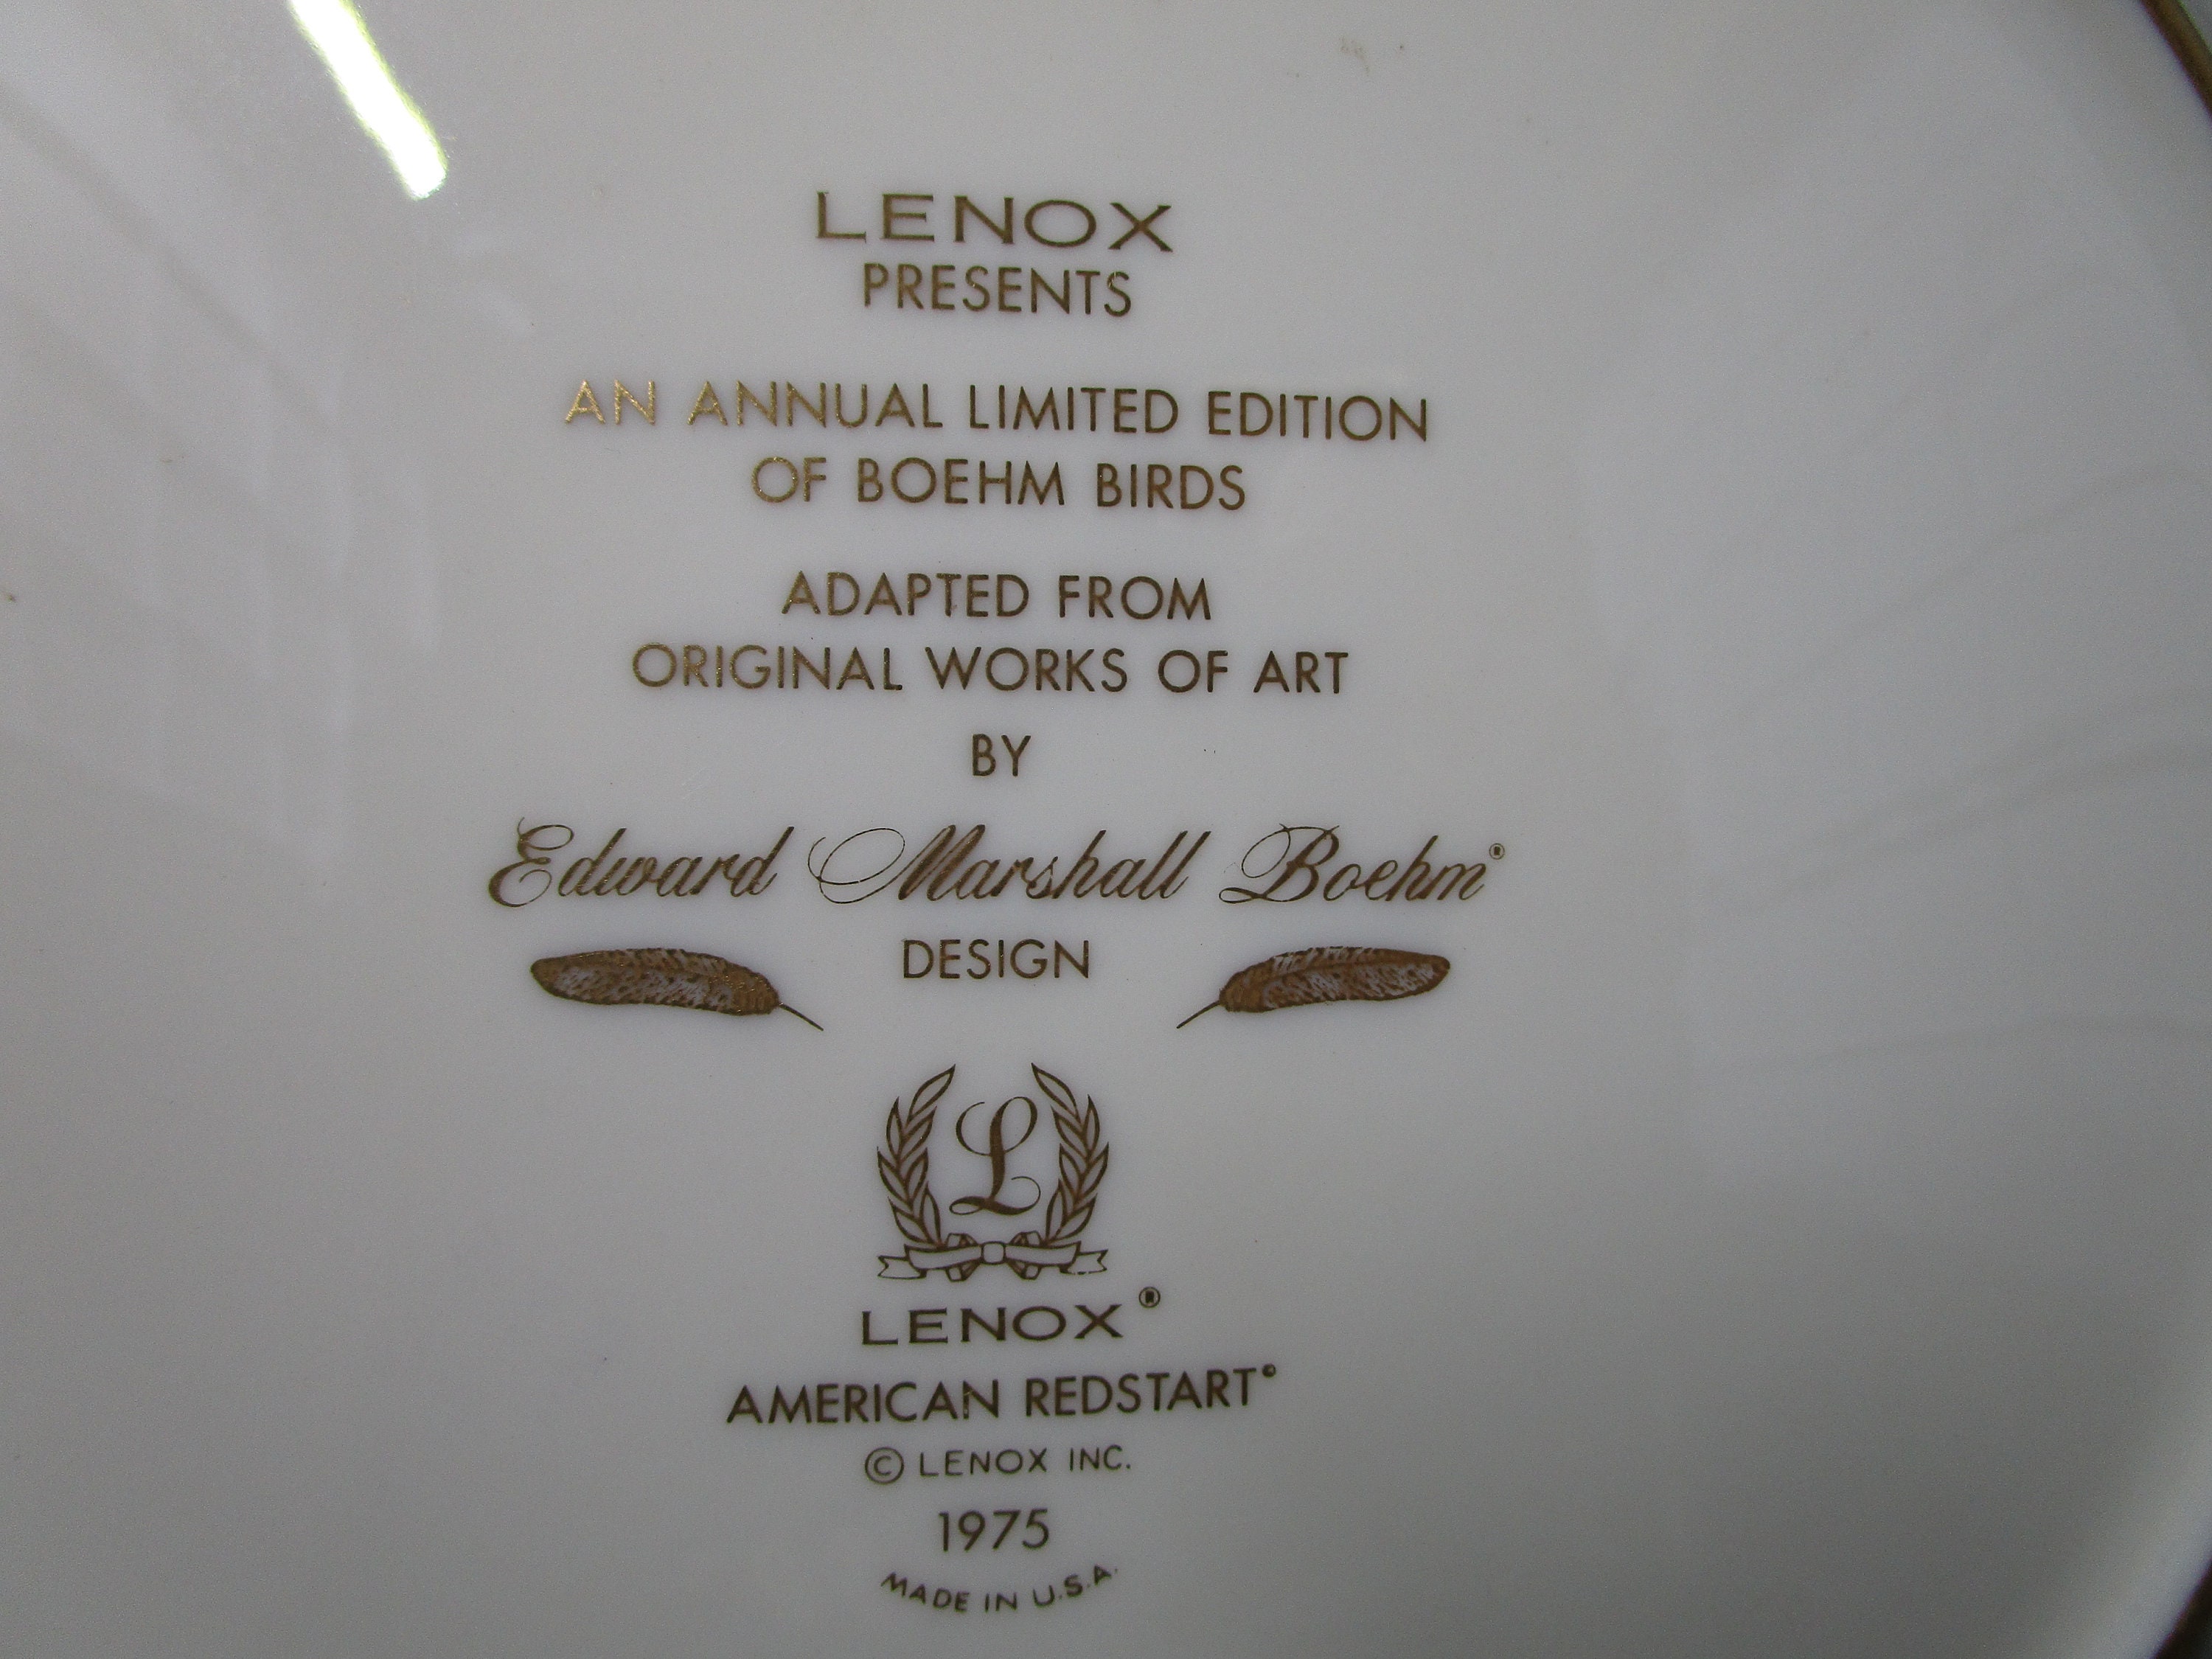 LENOX
PRESENTS
AN ANNUAL LIMITED EDITION
OF BOEHM BIRDS
ADAPTED FROM
ORIGINAL WORKS OF ART
BY
Edward Marshall Boehm®
DESIGN
L
LENOX®
AMERICAN REDSTART©
© LENOX INC.
1975
MADE IN U.S.A.